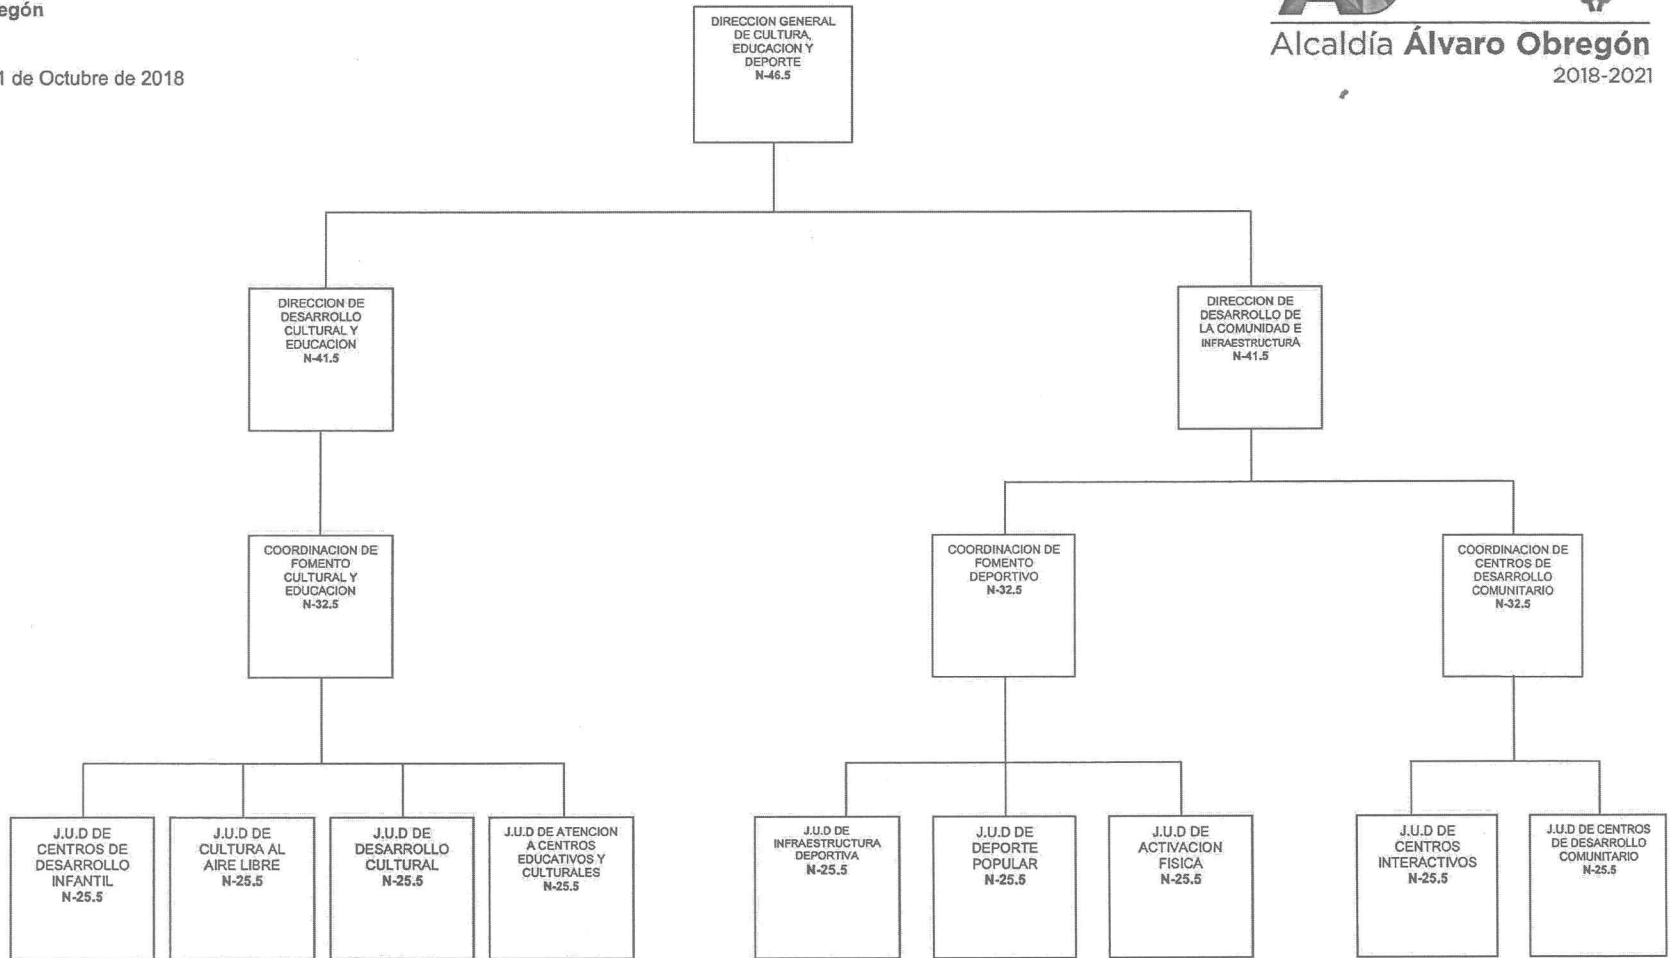 egón
1 de Octubre de 2018
Alcaldía Álvaro Obregón
2018-2021
DIRECCION GENERAL
DE CULTURA,
EDUCACION Y
DEPORTE
N-46.5
DIRECCION DE
DESARROLLO
CULTURAL Y
EDUCACION
N-41.5
DIRECCION DE
DESARROLLO DE
LA COMUNIDAD E
INFRAESTRUCTURA
N-41.5
COORDINACION DE
FOMENTO
CULTURAL Y
EDUCACION
N-32.5
COORDINACION DE
FOMENTO
DEPORTIVO
N-32.5
COORDINACION DE
CENTROS DE
DESARROLLO
COMUNITARIO
N-32.5
J.U.D DE
CENTROS DE
DESARROLLO
INFANTIL
N-25.5
J.U.D DE
CULTURA AL
AIRE LIBRE
N-25.5
J.U.D DE
DESARROLLO
CULTURAL
N-25.5
J.U.D DE ATENCION
A CENTROS
EDUCATIVOS Y
CULTURALES
N-25.5
J.U.D DE
INFRAESTRUCTURA
DEPORTIVA
N-25.5
J.U.D DE
DEPORTE
POPULAR
N-25.5
J.U.D DE
ACTIVACION
FISICA
N-25.5
J.U.D DE
CENTROS
INTERACTIVOS
N-25.5
J.U.D DE CENTROS
DE DESARROLLO
COMUNITARIO
N-25.5